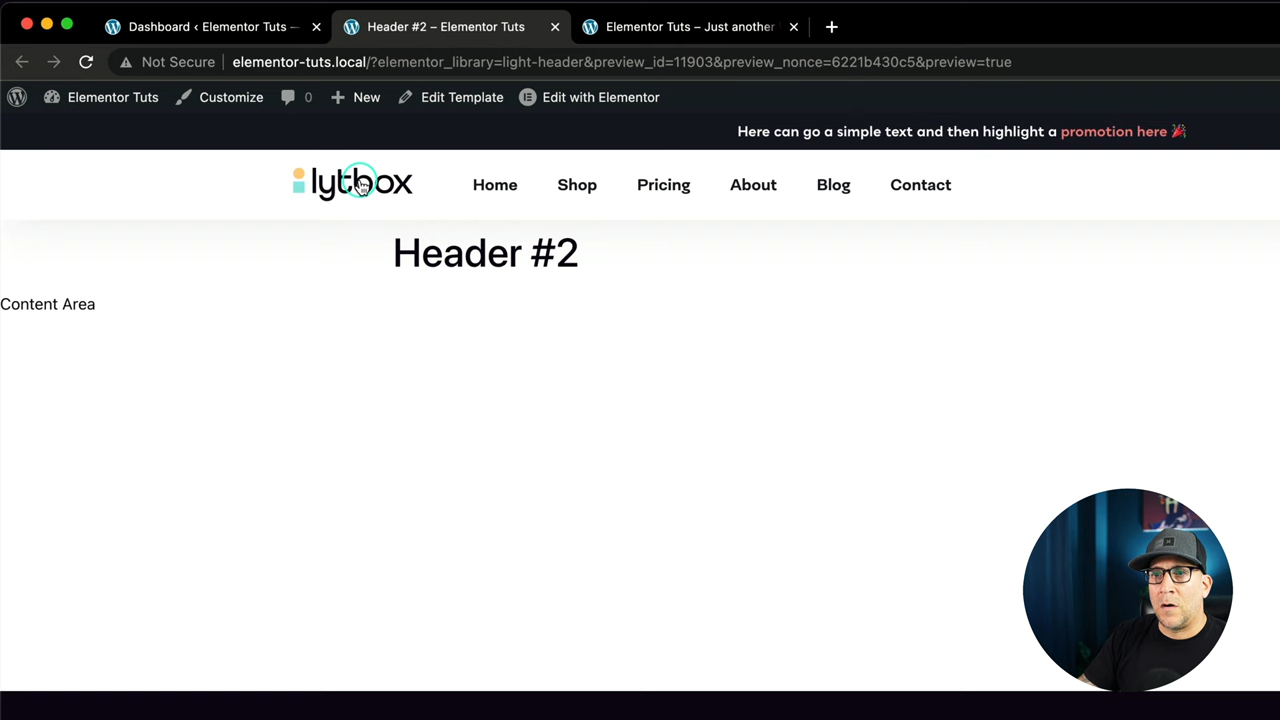 Dashboard ‹ Elementor Tuts —
Header #2 – Elementor Tuts
Elementor Tuts – Just another
Not Secure
elementor-tuts.local/?elementor_library=light-header&preview_id=11903&preview_nonce=6221b430c5&preview=true
Elementor Tuts
Customize
0
New
Edit Template
Edit with Elementor
Here can go a simple text and then highlight a promotion here 🎉
lytbox
Home
Shop
Pricing
About
Blog
Contact
Header #2
Content Area